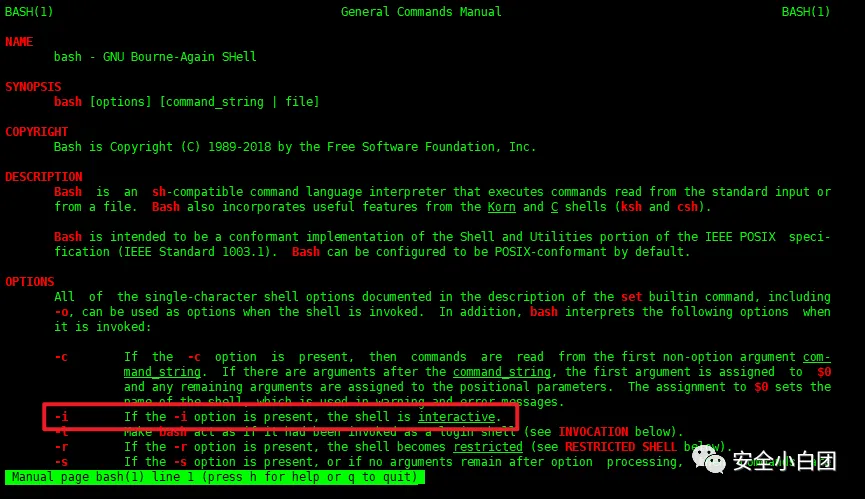 BASH(1) General Commands Manual BASH(1)
NAME
bash - GNU Bourne-Again SHell
SYNOPSIS
bash [options] [command_string | file]
COPYRIGHT
Bash is Copyright (C) 1989-2018 by the Free Software Foundation, Inc.
DESCRIPTION
Bash is an sh-compatible command language interpreter that executes commands read from the standard input or
from a file. Bash also incorporates useful features from the Korn and C shells (ksh and csh).
Bash is intended to be a conformant implementation of the Shell and Utilities portion of the IEEE POSIX speci-
fication (IEEE Standard 1003.1). Bash can be configured to be POSIX-conformant by default.
OPTIONS
All of the single-character shell options documented in the description of the set builtin command, including
-o, can be used as options when the shell is invoked. In addition, bash interprets the following options when
it is invoked:
-c If the -c option is present, then commands are read from the first non-option argument com-
mand_string. If there are arguments after the command_string, the first argument is assigned to $0
and any remaining arguments are assigned to the positional parameters. The assignment to $0 sets the
name of the shell, which is used in warning and error messages.
-i If the -i option is present, the shell is interactive.
-l Make bash act as if it had been invoked as a login shell (see INVOCATION below).
-r If the -r option is present, the shell becomes restricted (see RESTRICTED SHELL below).
-s If the -s option is present, or if no arguments remain after option processing,
Manual page bash(1) line 1 (press h for help or q to quit)
安全小白团